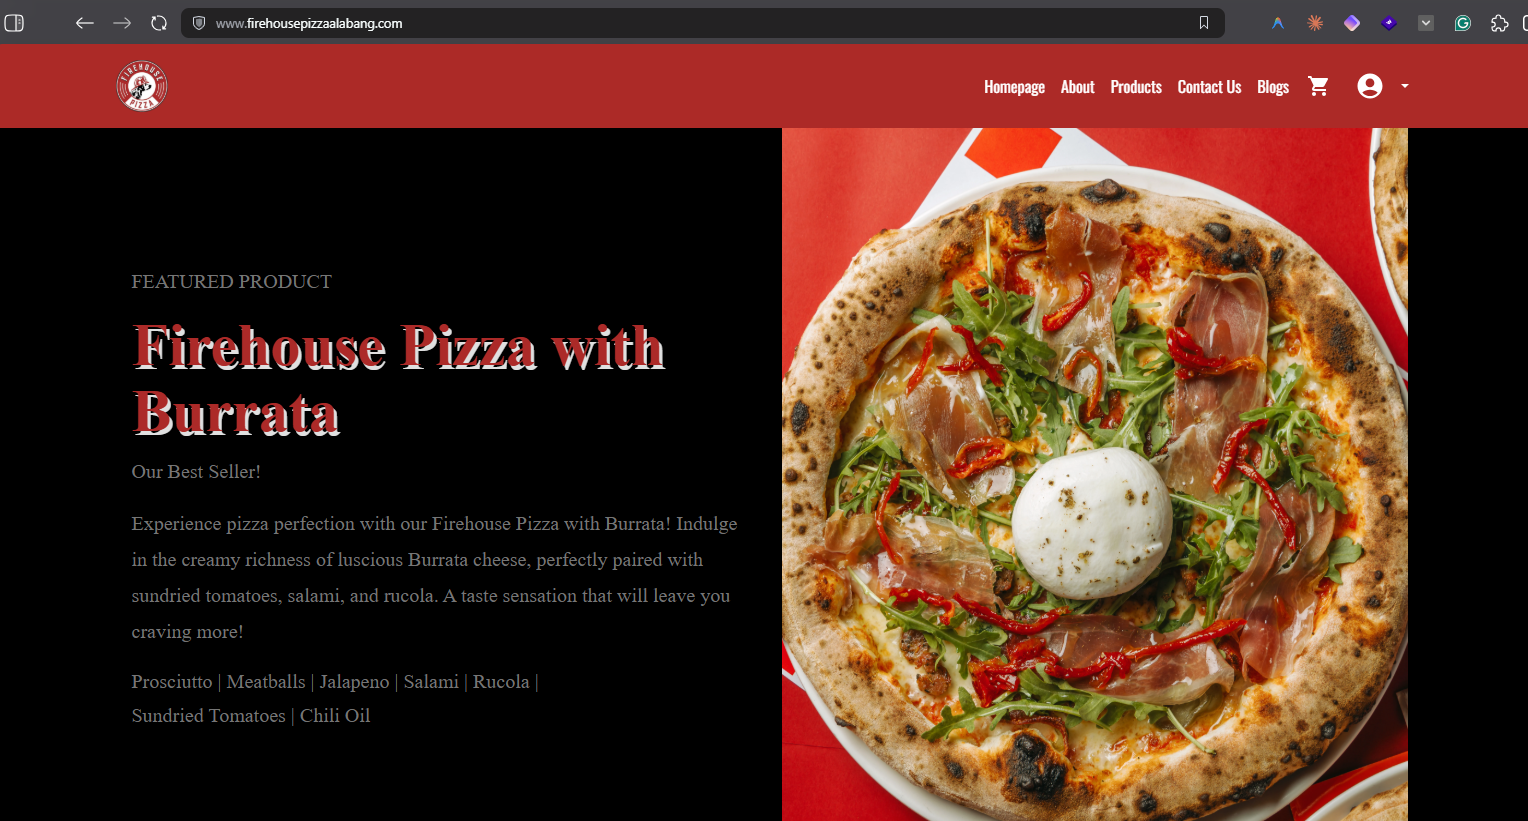 www.firehousepizzaalabang.com
FIREHOUSE
PIZZA
Homepage About Products Contact Us Blogs
FEATURED PRODUCT
Firehouse Pizza with
Burrata
Our Best Seller!
Experience pizza perfection with our Firehouse Pizza with Burrata! Indulge
in the creamy richness of luscious Burrata cheese, perfectly paired with
sundried tomatoes, salami, and rucola. A taste sensation that will leave you
craving more!
Prosciutto | Meatballs | Jalapeno | Salami | Rucola |
Sundried Tomatoes | Chili Oil